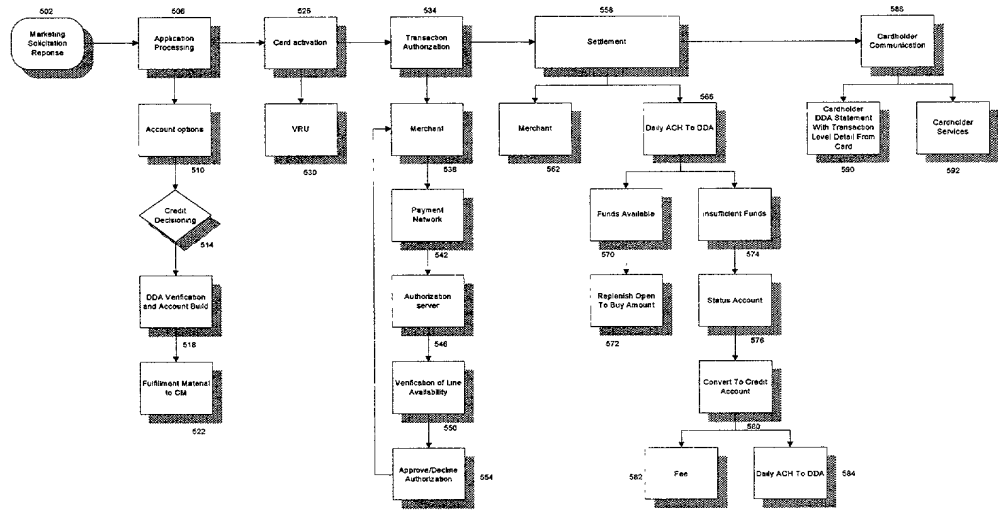 502
506
526
534
558
586
Marketing
Solicitation
Reponse
Application
Processing
Card activation
Transaction
Authorization
Settlement
Cardholder
Communication
566
Account options
VRU
Merchant
Merchant
Daily ACH To DDA
Cardholder
DDA Statement
With Transaction
Level Detail From
Card
Cardholder
Services
510
530
538
562
590
592
Credit
Decisioning
514
Payment
Network
Funds Available
Insufficient Funds
542
570
574
DDA Verification
and Account Build
Authorization
server
Replenish Open
To Buy Amount
Status Account
518
546
572
576
Fulfillment Material
to CM
Verification of Line
Availability
Convert To Credit
Account
522
550
580
Approve/Decline
Authorization
554
582
Fee
Daily ACH To DDA
584